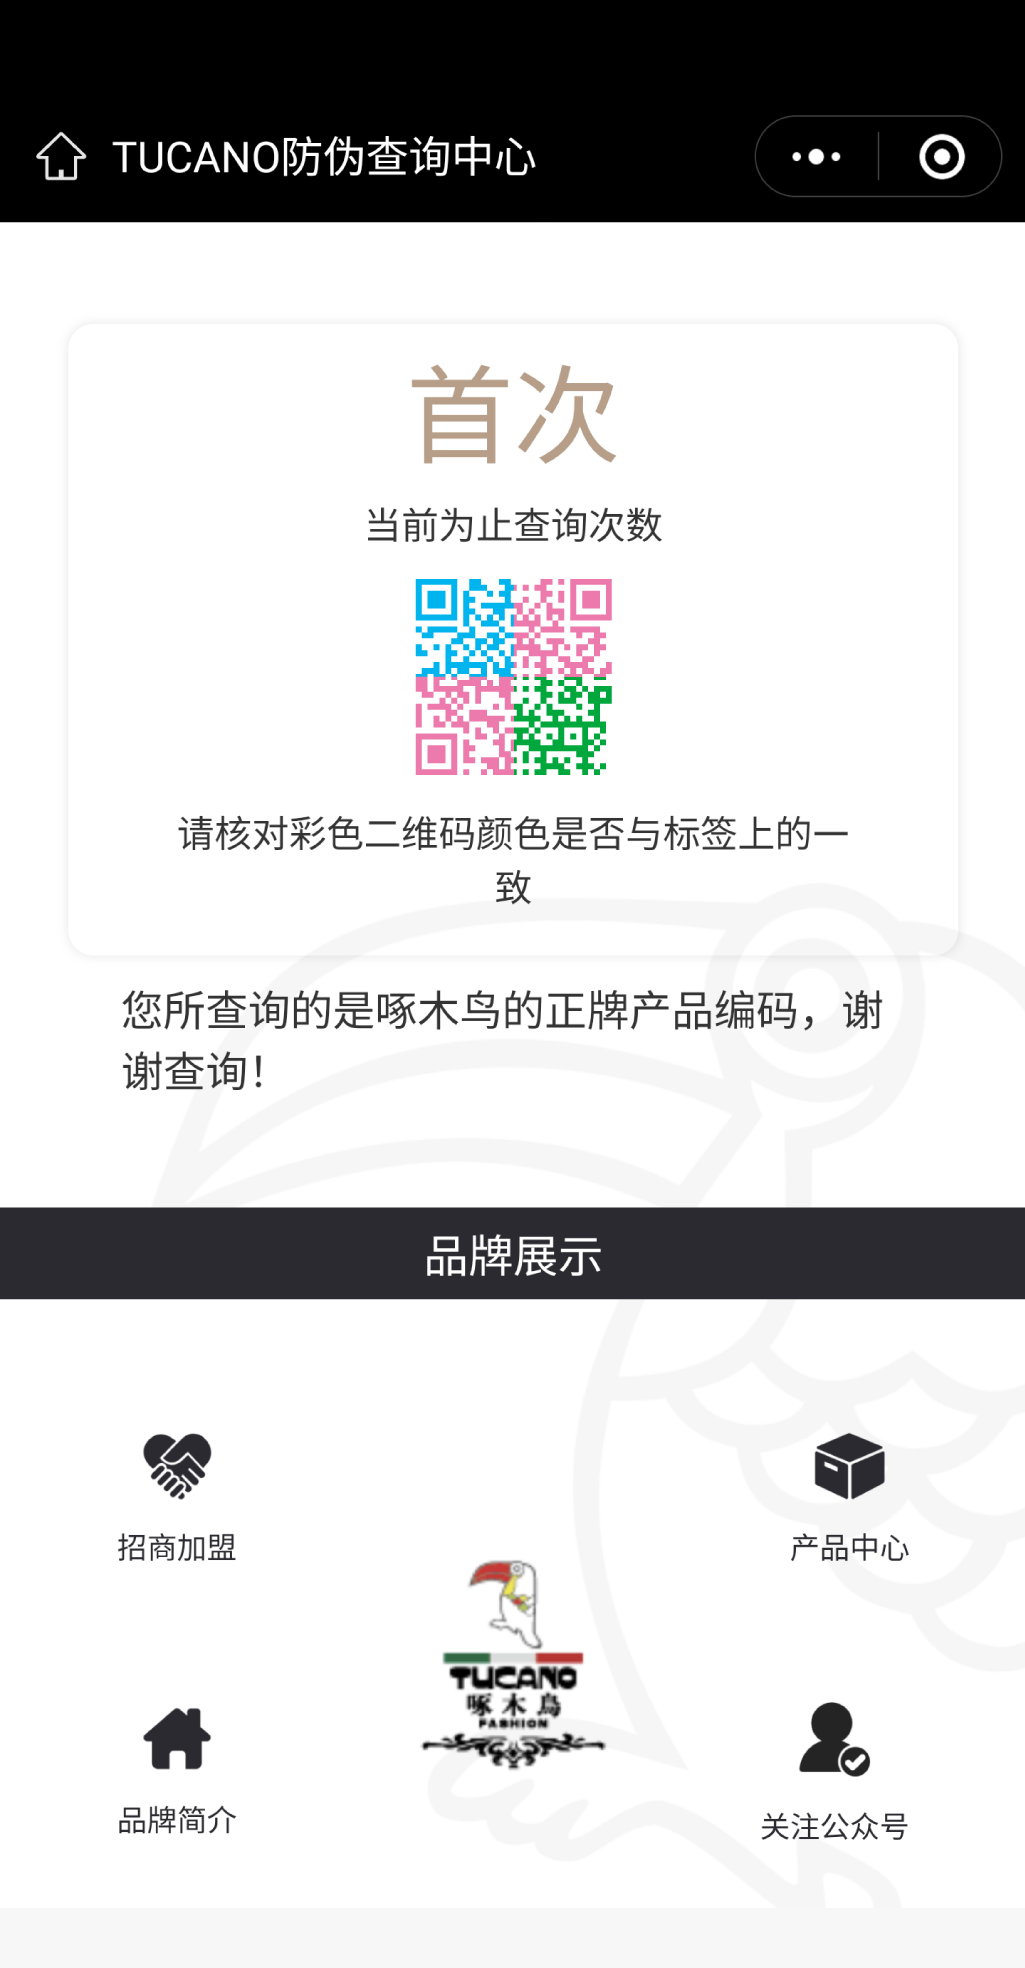 TUCANO防伪查询中心
首次
当前为止查询次数
请核对彩色二维码颜色是否与标签上的一
致
您所查询的是啄木鸟的正牌产品编码，谢
谢查询！
品牌展示
招商加盟
产品中心
TUCANO
啄木鳥
FASHION
品牌简介
关注公众号